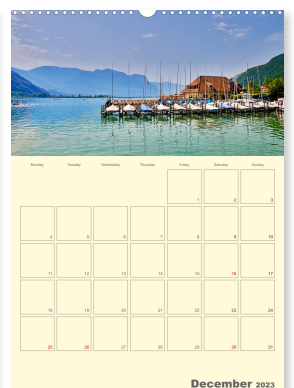 Monday Tuesday Wednesday Thursday Friday Saturday Sunday
1 2 3
4 5 6 7 8 9 10
11 12 13 14 15 16 17
18 19 20 21 22 23 24
25 26 27 28 29 30 31
December 2023